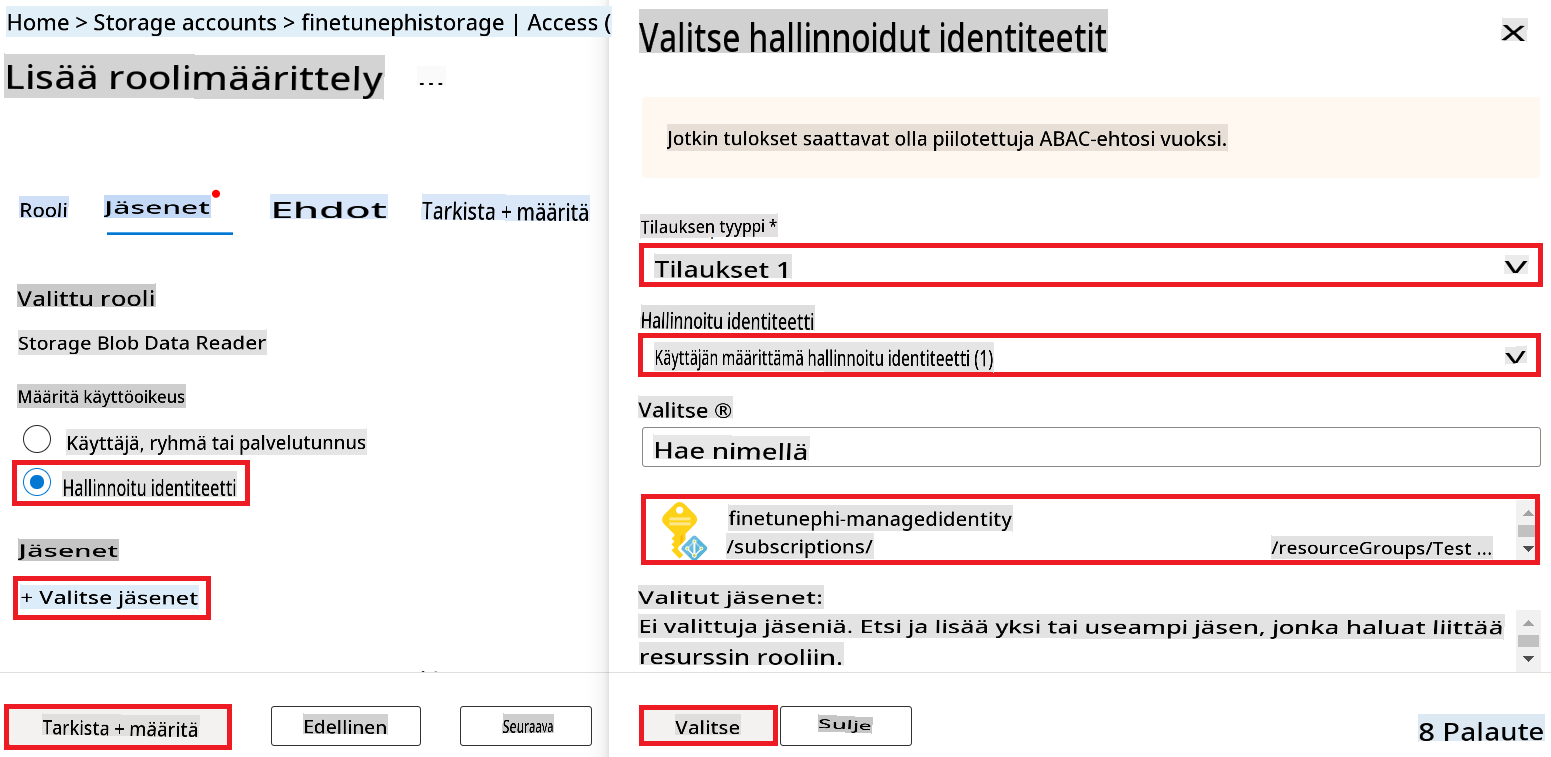 Home > Storage accounts > finetunephistorage | Access (
Lisää roolimäärittely ...
Rooli
Jäsenet
Ehdot
Tarkista + määritä
Valittu rooli
Storage Blob Data Reader
Määritä käyttöoikeus
Käyttäjä, ryhmä tai palvelutunnus
Hallinnoitu identiteetti
Jäsenet
+ Valitse jäsenet
Tarkista + määritä
Edellinen
Seuraava
Valitse hallinnoidut identiteetit
Jotkin tulokset saattavat olla piilotettuja ABAC-ehtosi vuoksi.
Tilauksen tyyppi *
Tilaukset 1
Hallinnoitu identiteetti
Käyttäjän määrittämä hallinnoitu identiteetti (1)
Valitse ®
Hae nimellä
finetunephi-managedidentity
/subscriptions/ /resourceGroups/Test ...
Valitut jäsenet:
Ei valittuja jäseniä. Etsi ja lisää yksi tai useampi jäsen, jonka haluat liittää
resurssin rooliin.
Valitse
Sulje
8 Palaute